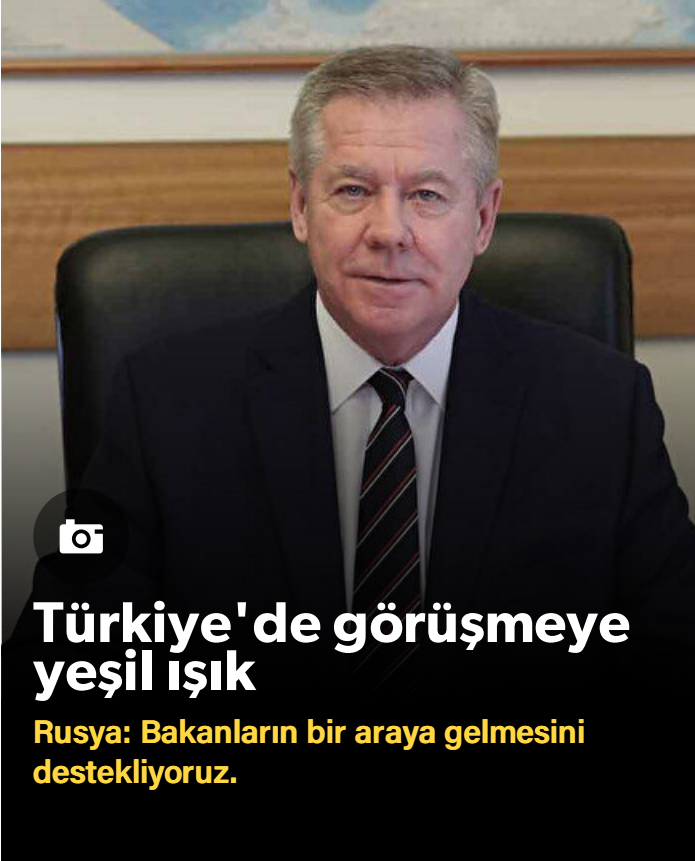 Türkiye'de görüşmeye
yeşil ışık
Rusya: Bakanların bir araya gelmesini
destekliyoruz.